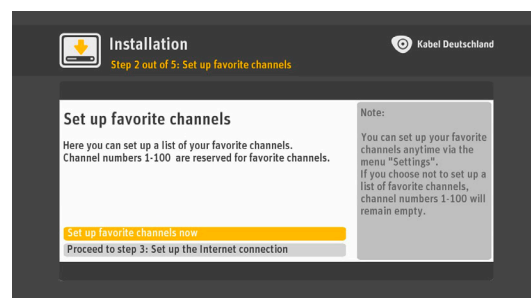 Installation
Kabel Deutschland
Step 2 out of 5: Set up favorite channels
Set up favorite channels
Here you can set up a list of your favorite channels.
Channel numbers 1-100 are reserved for favorite channels.
Set up favorite channels now
Proceed to step 3: Set up the Internet connection
Note:
You can set up your favorite
channels anytime via the
menu "Settings".
If you choose not to set up a
list of favorite channels,
channel numbers 1-100 will
remain empty.